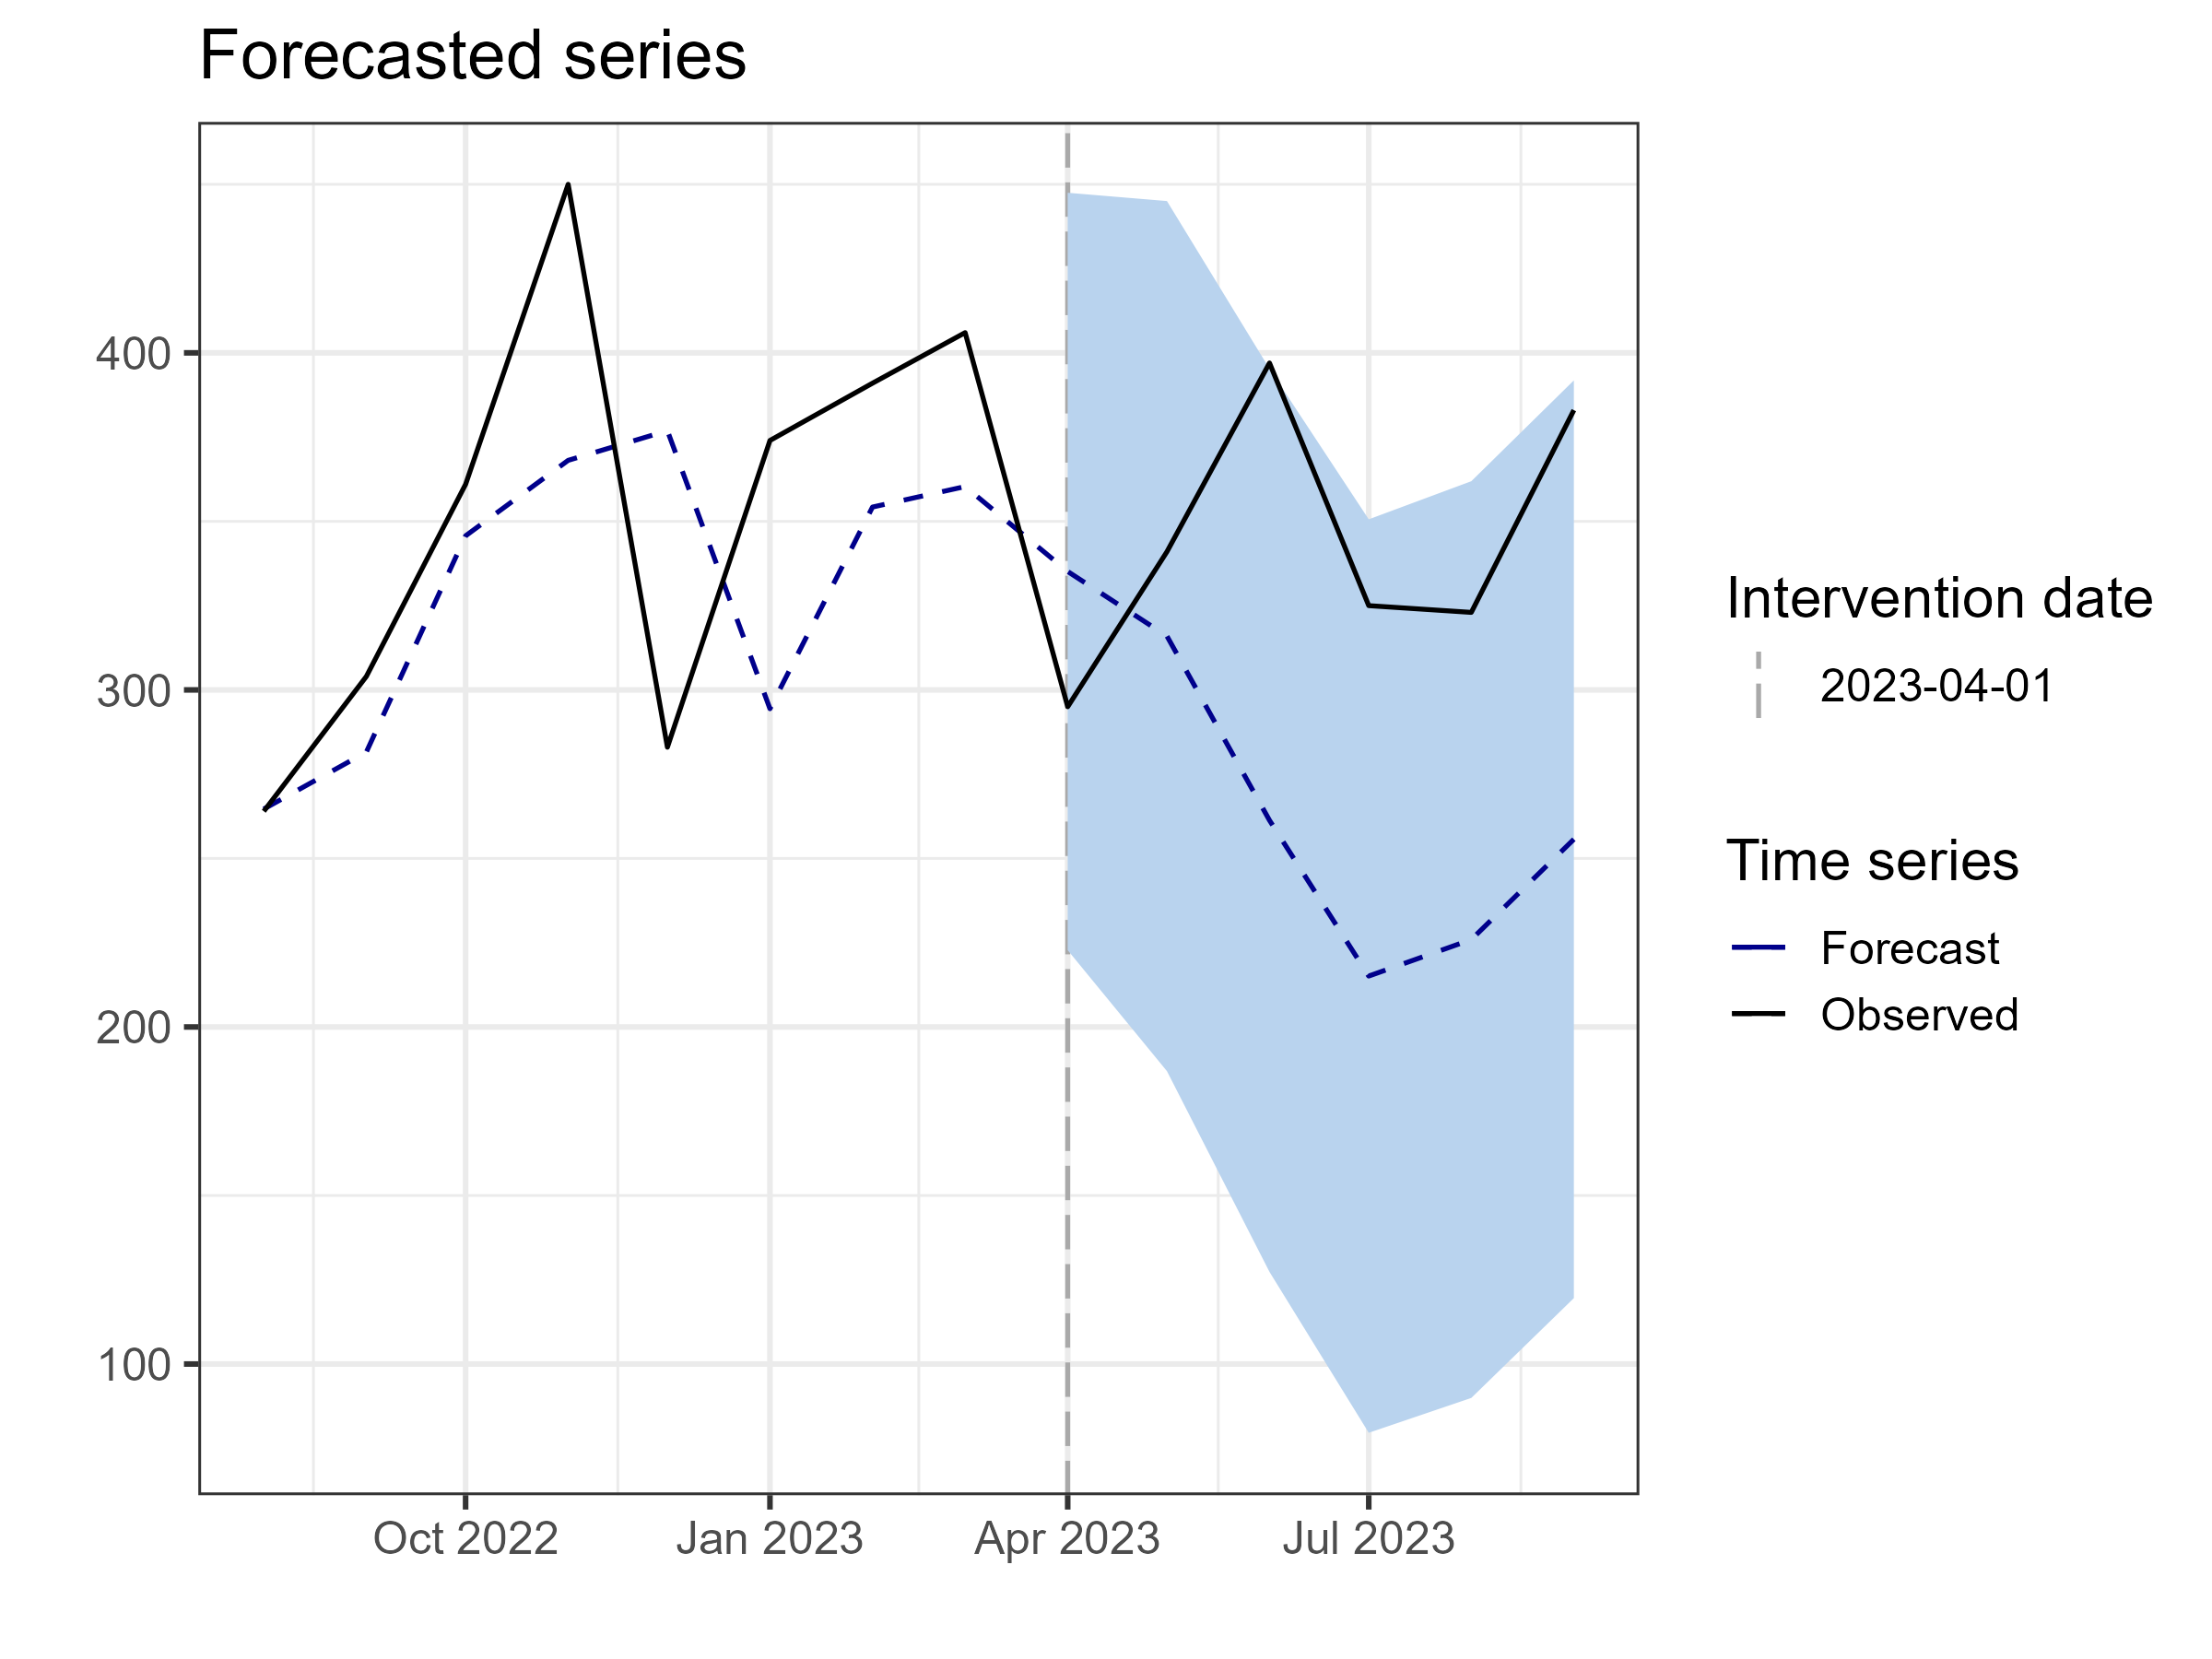 Forecasted series
400
300
200
100
Oct 2022 Jan 2023 Apr 2023 Jul 2023
Intervention date
2023-04-01
Time series
Forecast
Observed